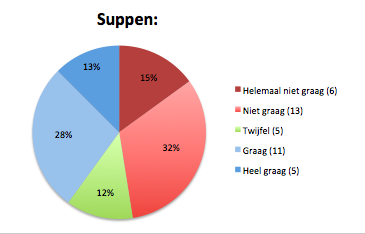 Suppen:
13%
15%
28%
32%
12%
Helemaal niet graag (6)
Niet graag (13)
Twijfel (5)
Graag (11)
Heel graag (5)